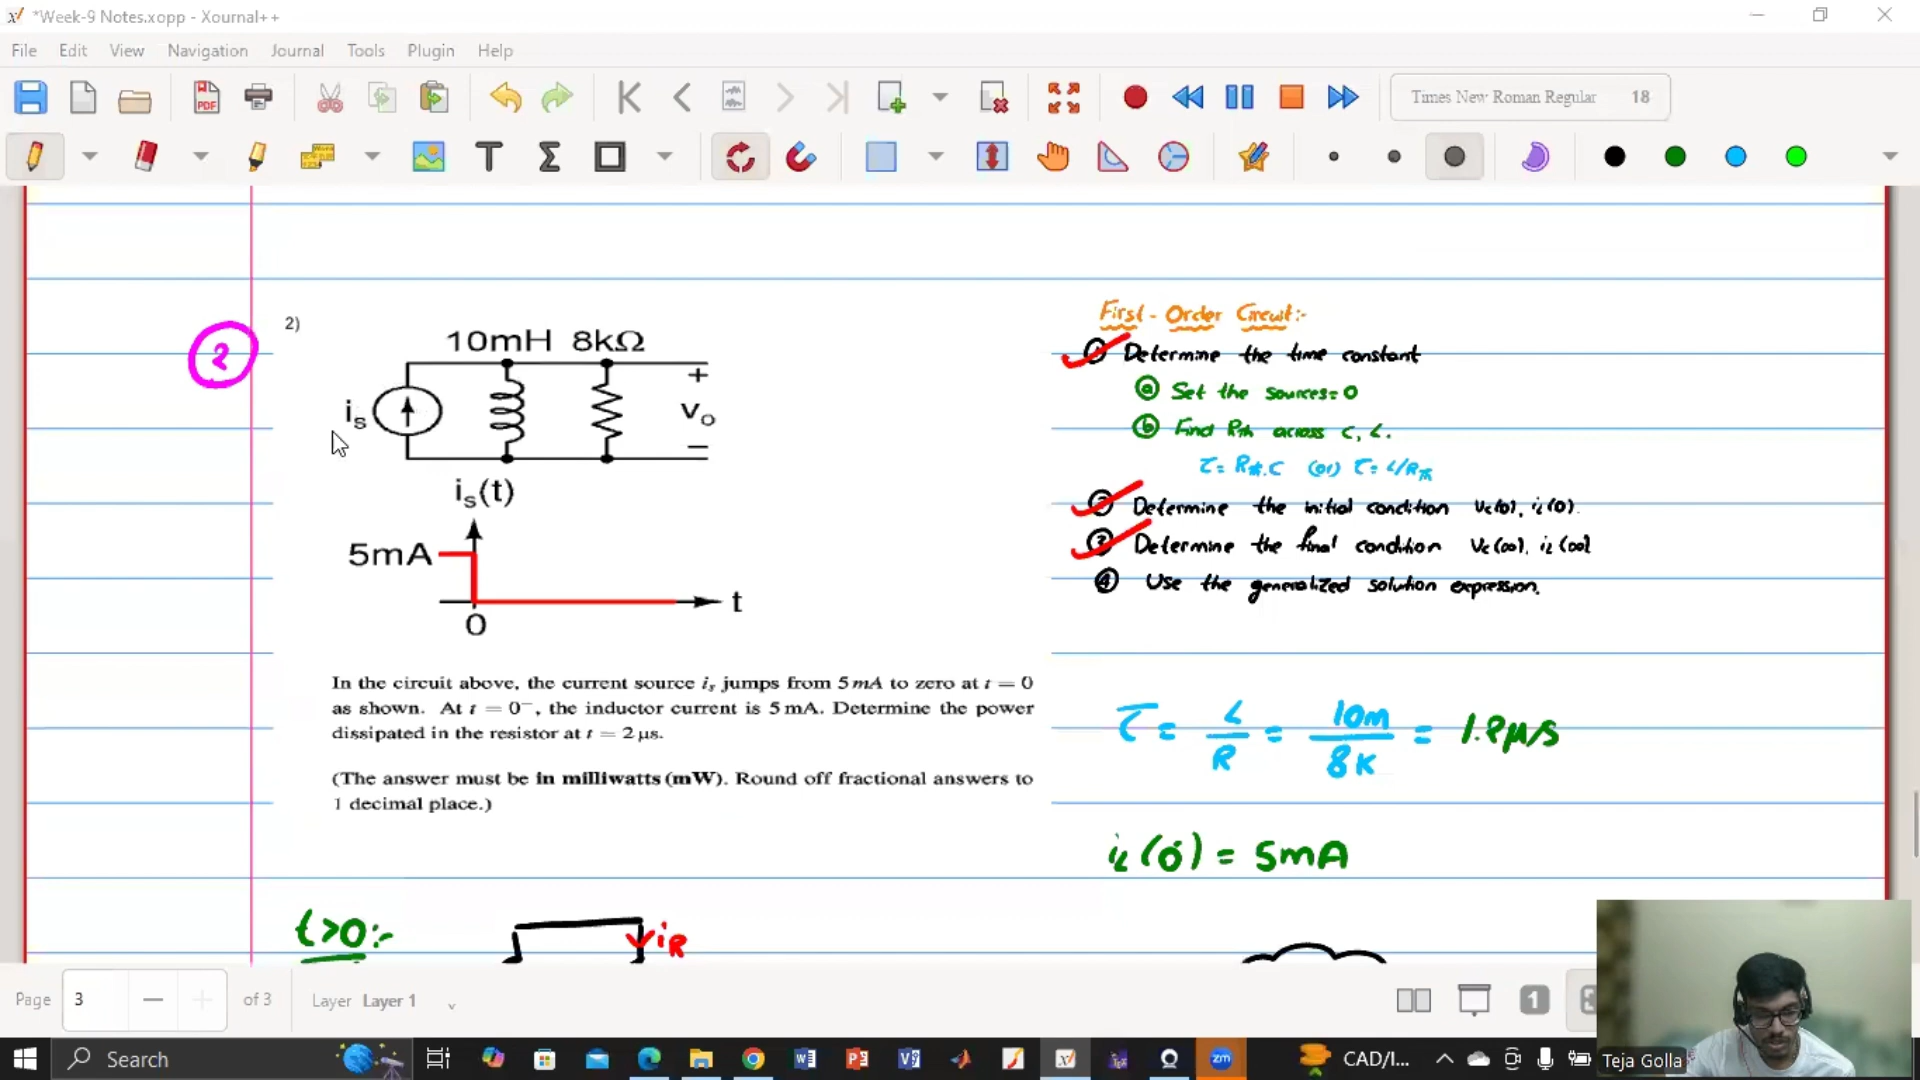 *Week-9 Notes.xopp - Xournal++
File Edit View Navigation Journal Tools Plugin Help
Times New Roman Regular 18
2
2)
10mH 8kΩ
is
+
vo
−
is(t)
5mA
t
0
In the circuit above, the current source is jumps from 5 mA to zero at t = 0
as shown. At t = 0−, the inductor current is 5 mA. Determine the power
dissipated in the resistor at t = 2 µs.
(The answer must be in milliwatts (mW). Round off fractional answers to
1 decimal place.)
First - Order Circuit:-
① Determine the time constant
ⓐ Set the sources=0
ⓑ Find Rth across C, L.
τ= Rth.C (or) τ= L/Rth
② Determine the initial condition Vc(0), iL(0).
③ Determine the final condition Vc(∞), iL(∞)
④ Use the generalized solution expression.
τ = L/R = 10m/8K = 1.2µs
iL(0-) = 5mA
t>0:-
iR
Page 3 of 3 Layer Layer 1
1
Teja Golla
Search
zm
CAD/I...